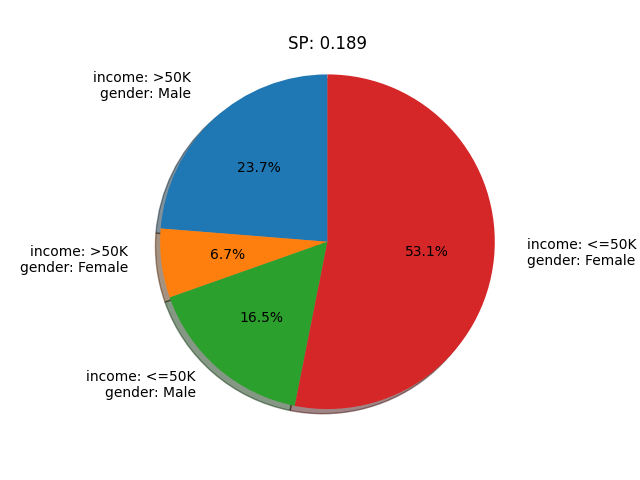 SP: 0.189
income: >50K
gender: Male
23.7%
income: >50K
gender: Female
6.7%
53.1%
income: <=50K
gender: Female
16.5%
income: <=50K
gender: Male